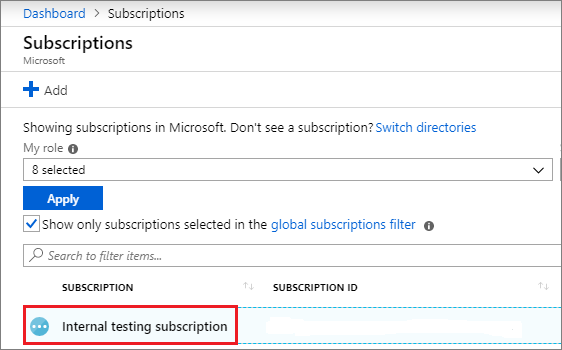 Dashboard > Subscriptions
Subscriptions
Microsoft
+ Add
Showing subscriptions in Microsoft. Don't see a subscription? Switch directories
My role
8 selected
Apply
Show only subscriptions selected in the global subscriptions filter
Search to filter items...
SUBSCRIPTION SUBSCRIPTION ID
Internal testing subscription